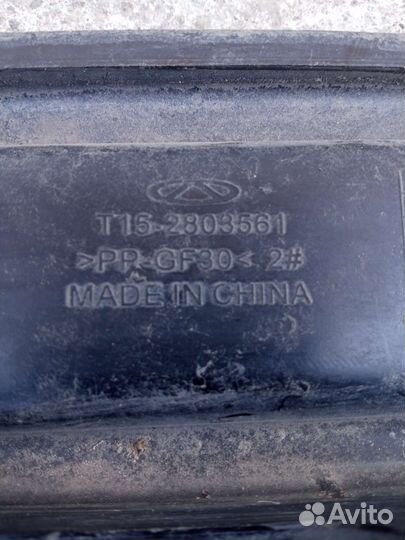 T15-2803561
>PP-GF30< 2#
MADE IN CHINA
Avito